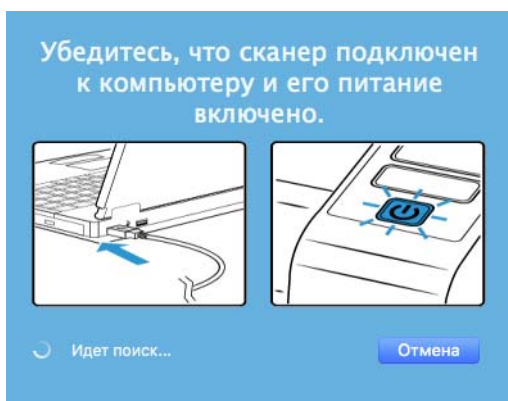 Убедитесь, что сканер подключен
к компьютеру и его питание
включено.
Идет поиск...
Отмена